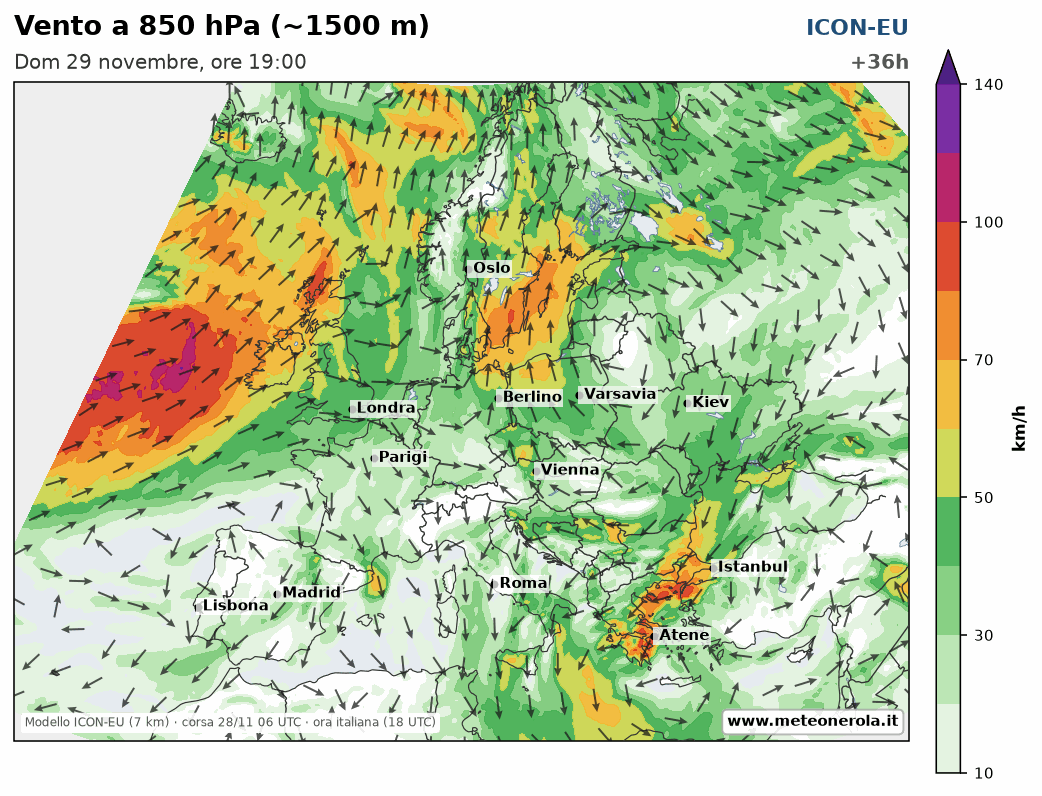 Vento a 850 hPa (~1500 m)
ICON-EU
Dom 29 novembre, ore 19:00
+36h
140
100
70
50
30
10
km/h
Oslo
Berlino
Varsavia
Kiev
Londra
Parigi
Vienna
Istanbul
Roma
Madrid
Lisbona
Atene
Modello ICON-EU (7 km) · corsa 28/11 06 UTC · ora italiana (18 UTC)
www.meteonerola.it